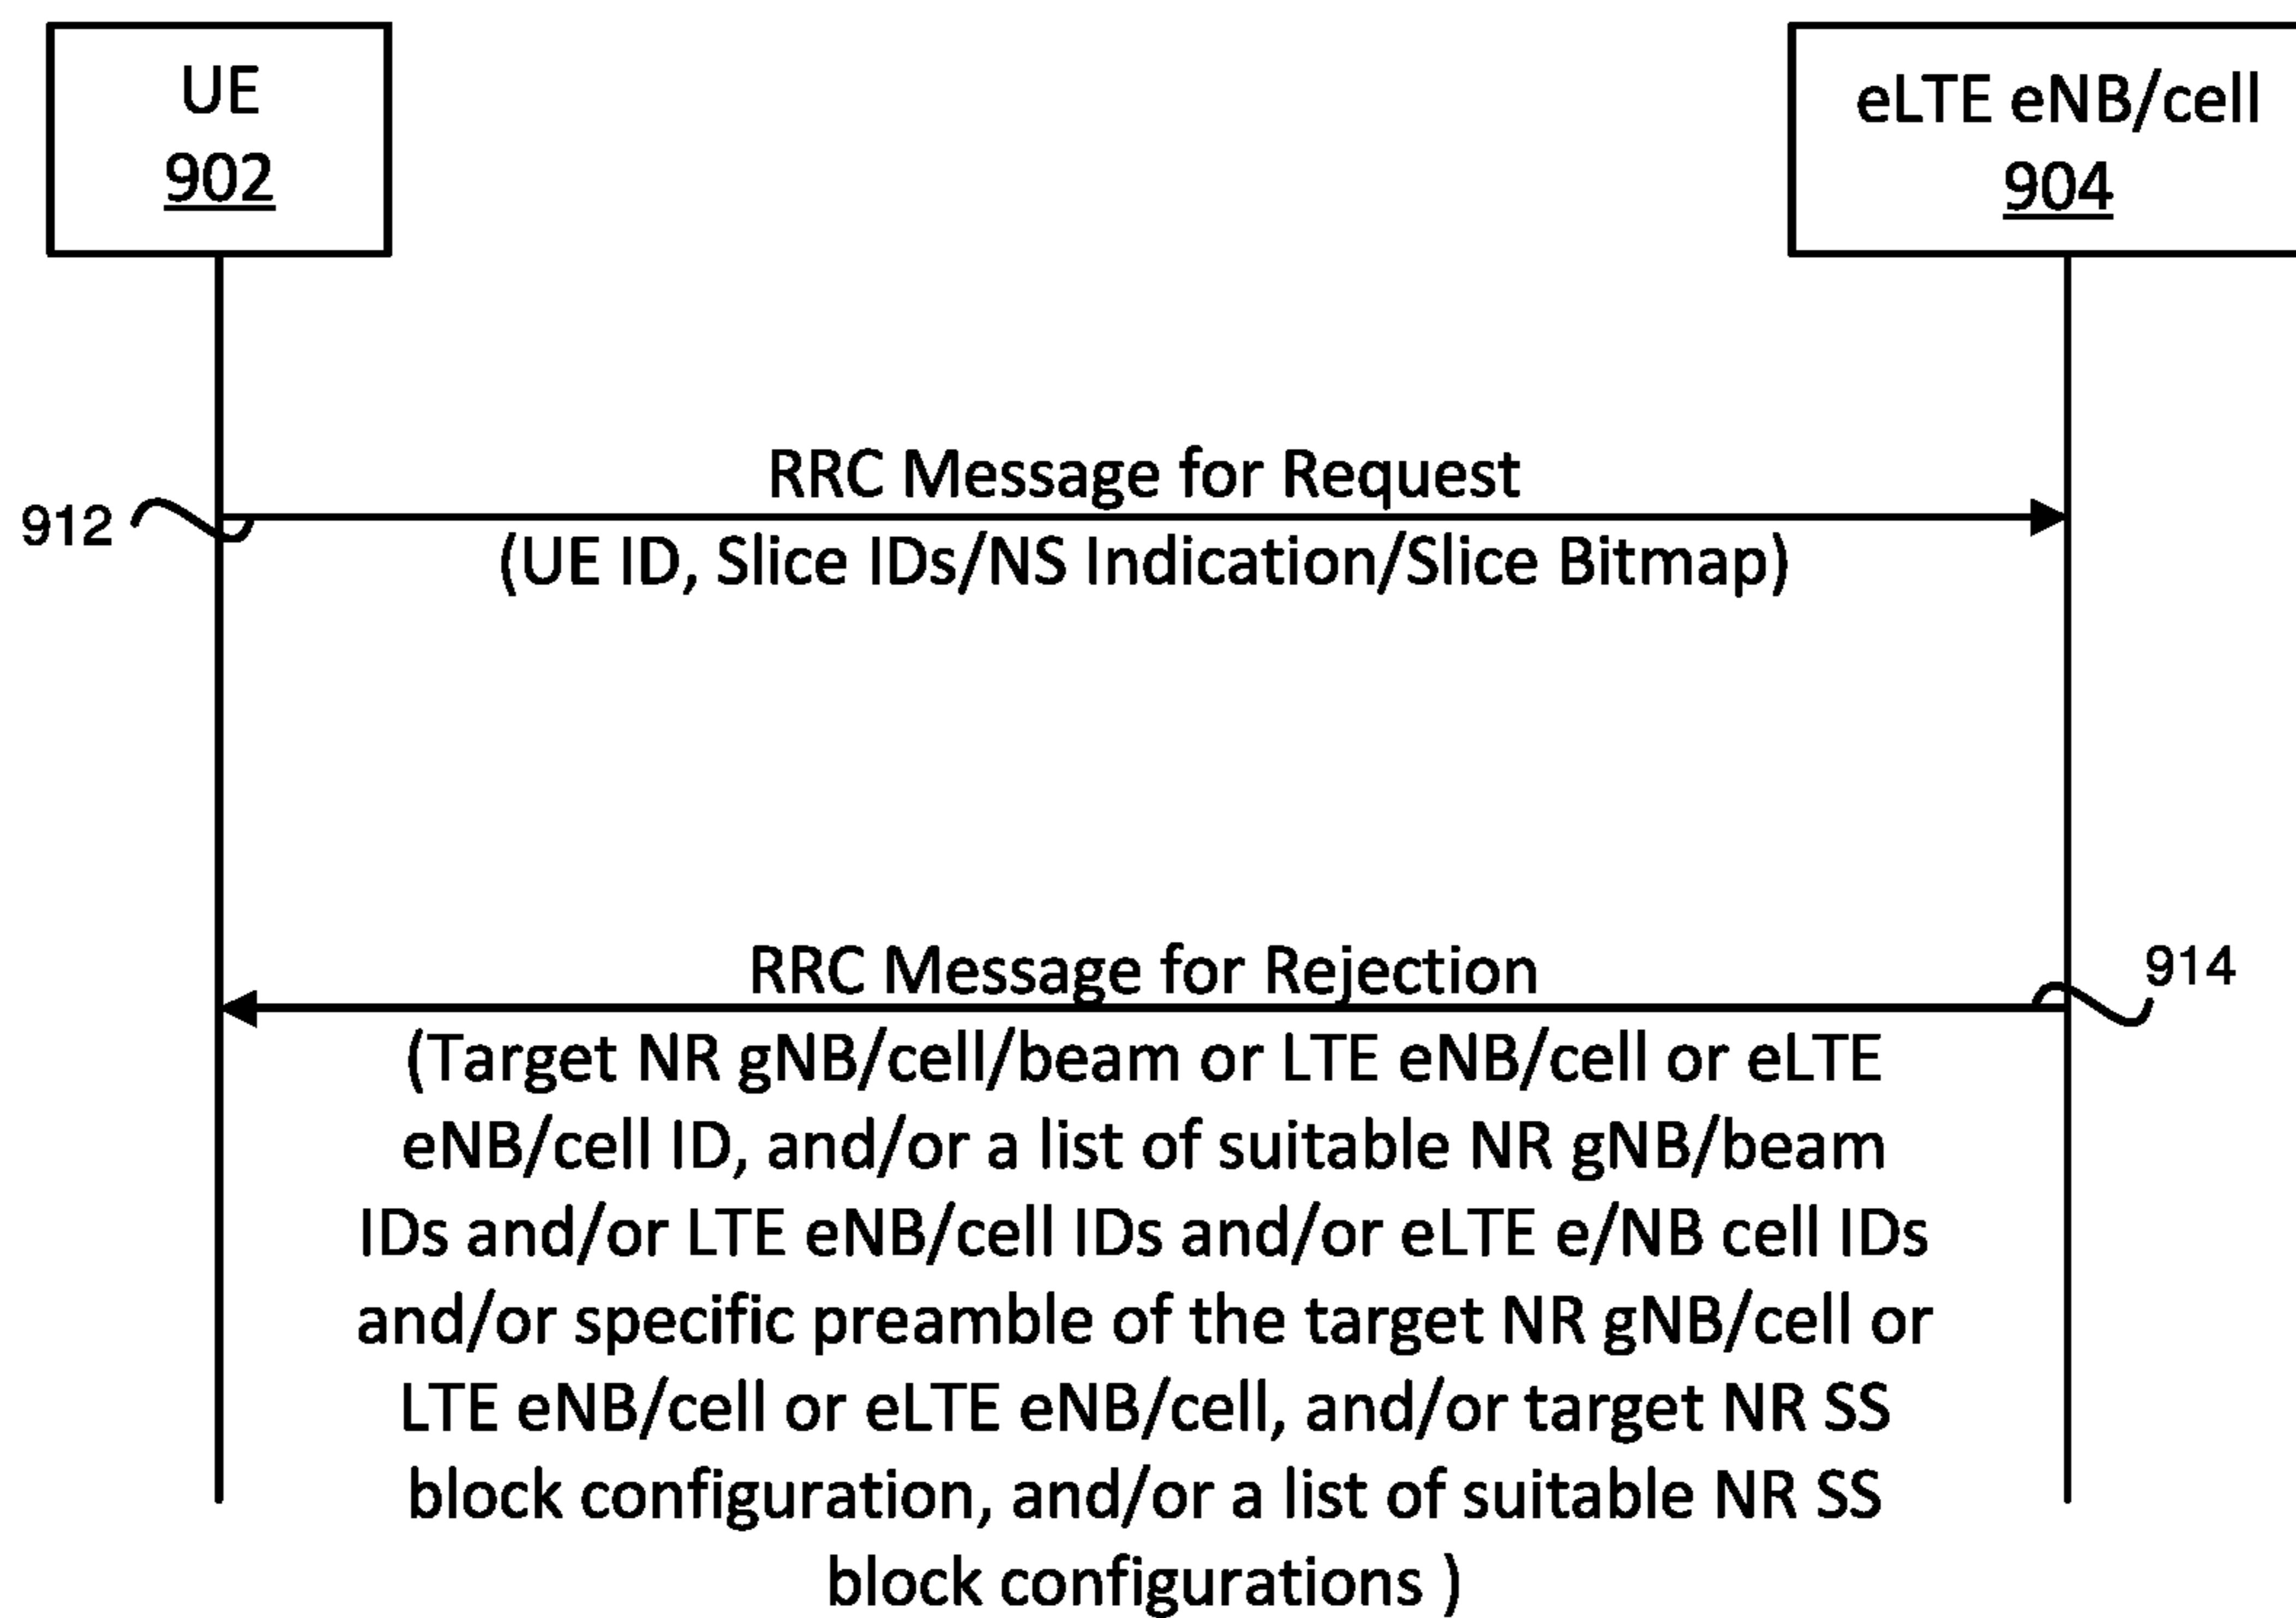 UE
902
eLTE eNB/cell
904
RRC Message for Request
912
(UE ID, Slice IDs/NS Indication/Slice Bitmap)
RRC Message for Rejection
914
(Target NR gNB/cell/beam or LTE eNB/cell or eLTE
eNB/cell ID, and/or a list of suitable NR gNB/beam
IDs and/or LTE eNB/cell IDs and/or eLTE e/NB cell IDs
and/or specific preamble of the target NR gNB/cell or
LTE eNB/cell or eLTE eNB/cell, and/or target NR SS
block configuration, and/or a list of suitable NR SS
block configurations )